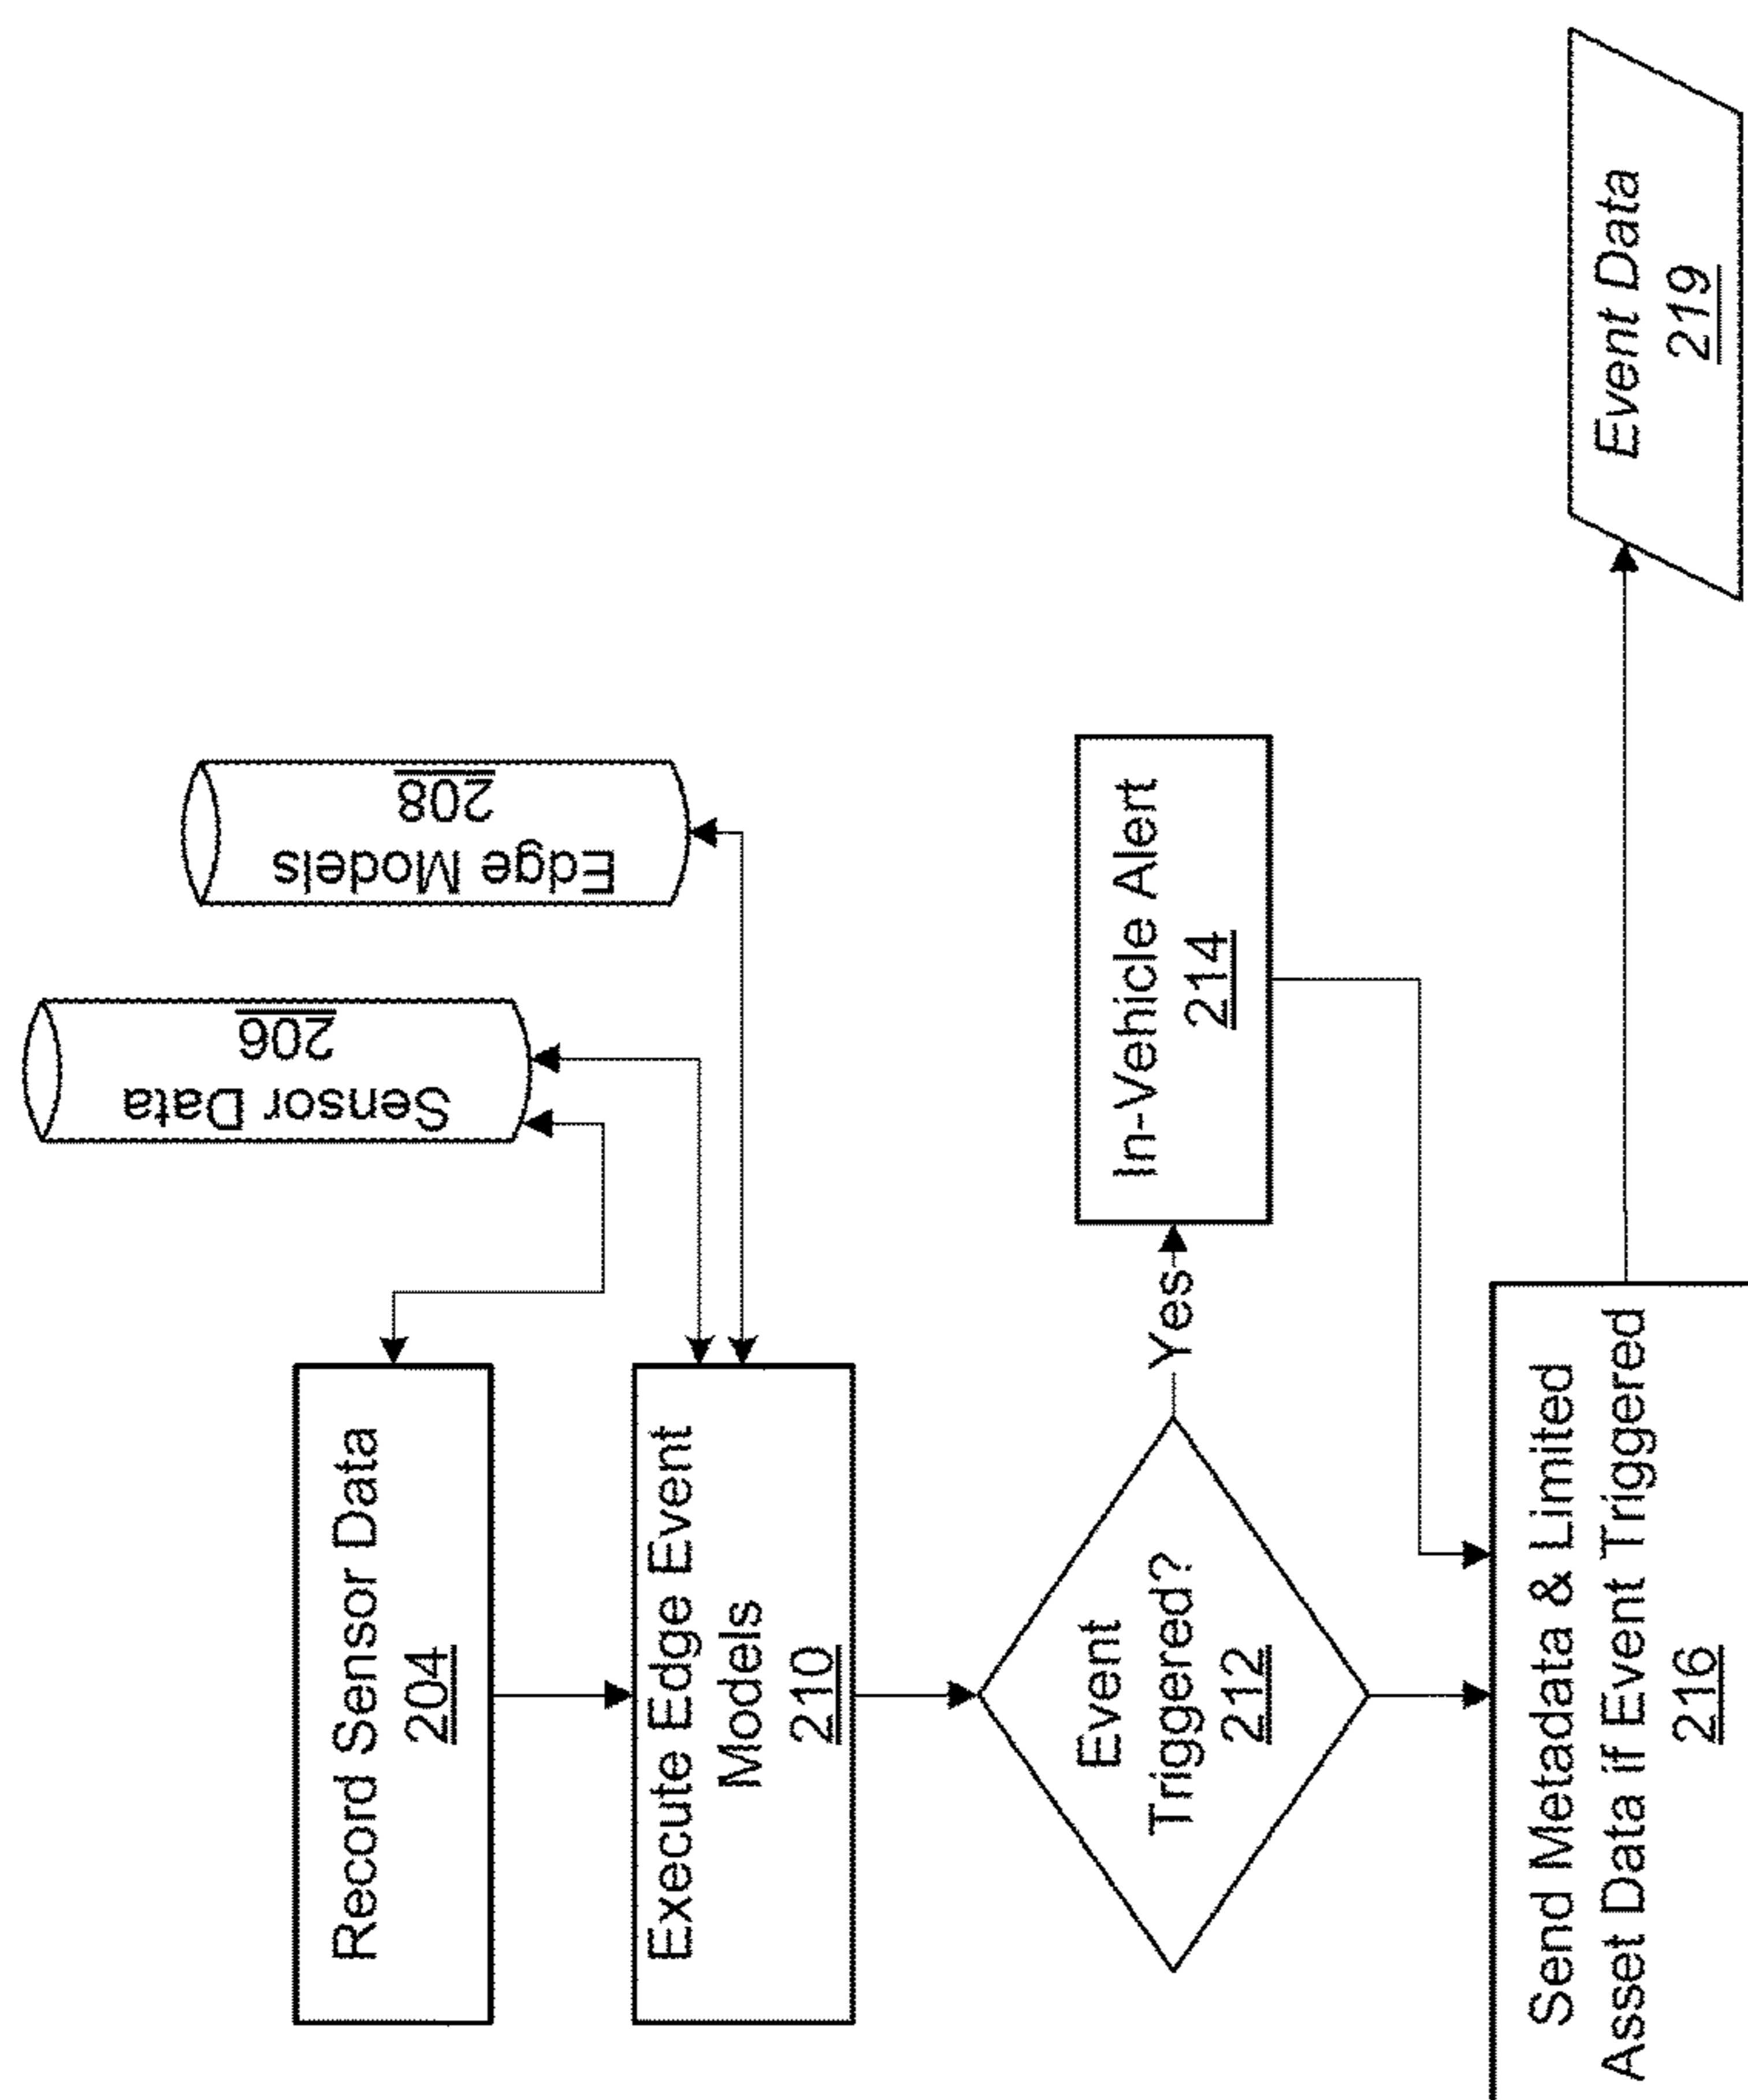 Record Sensor Data
204
Sensor Data
206
Edge Models
208
Execute Edge Event
Models
210
Event
Triggered?
212
Yes
In-Vehicle Alert
214
Send Metadata & Limited
Asset Data if Event Triggered
216
Event Data
219